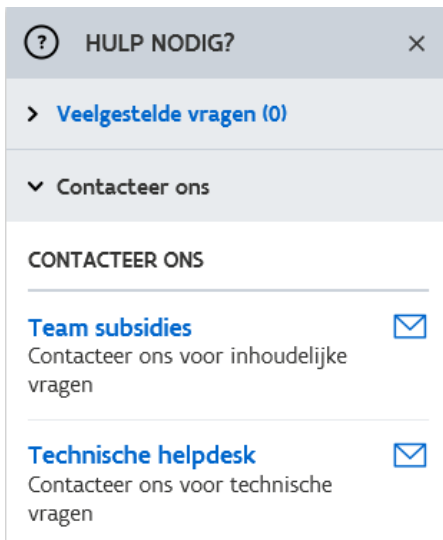 HULP NODIG?
Veelgestelde vragen (0)
Contacteer ons
CONTACTEER ONS
Team subsidies
Contacteer ons voor inhoudelijke
vragen
Technische helpdesk
Contacteer ons voor technische
vragen